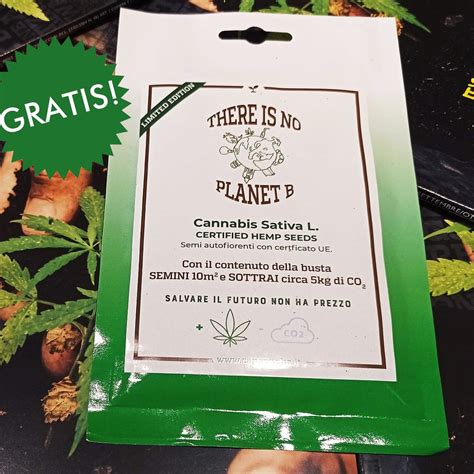 GRATIS!
LIMITED EDITION
THERE IS NO
PLANET B
Cannabis Sativa L.
CERTIFIED HEMP SEEDS
Semi autofiorenti con certficato UE.
Con il contenuto della busta
SEMINI 10m² e SOTTRAI circa 5kg di CO₂
SALVARE IL FUTURO NON HA PREZZO
+
-
CO2